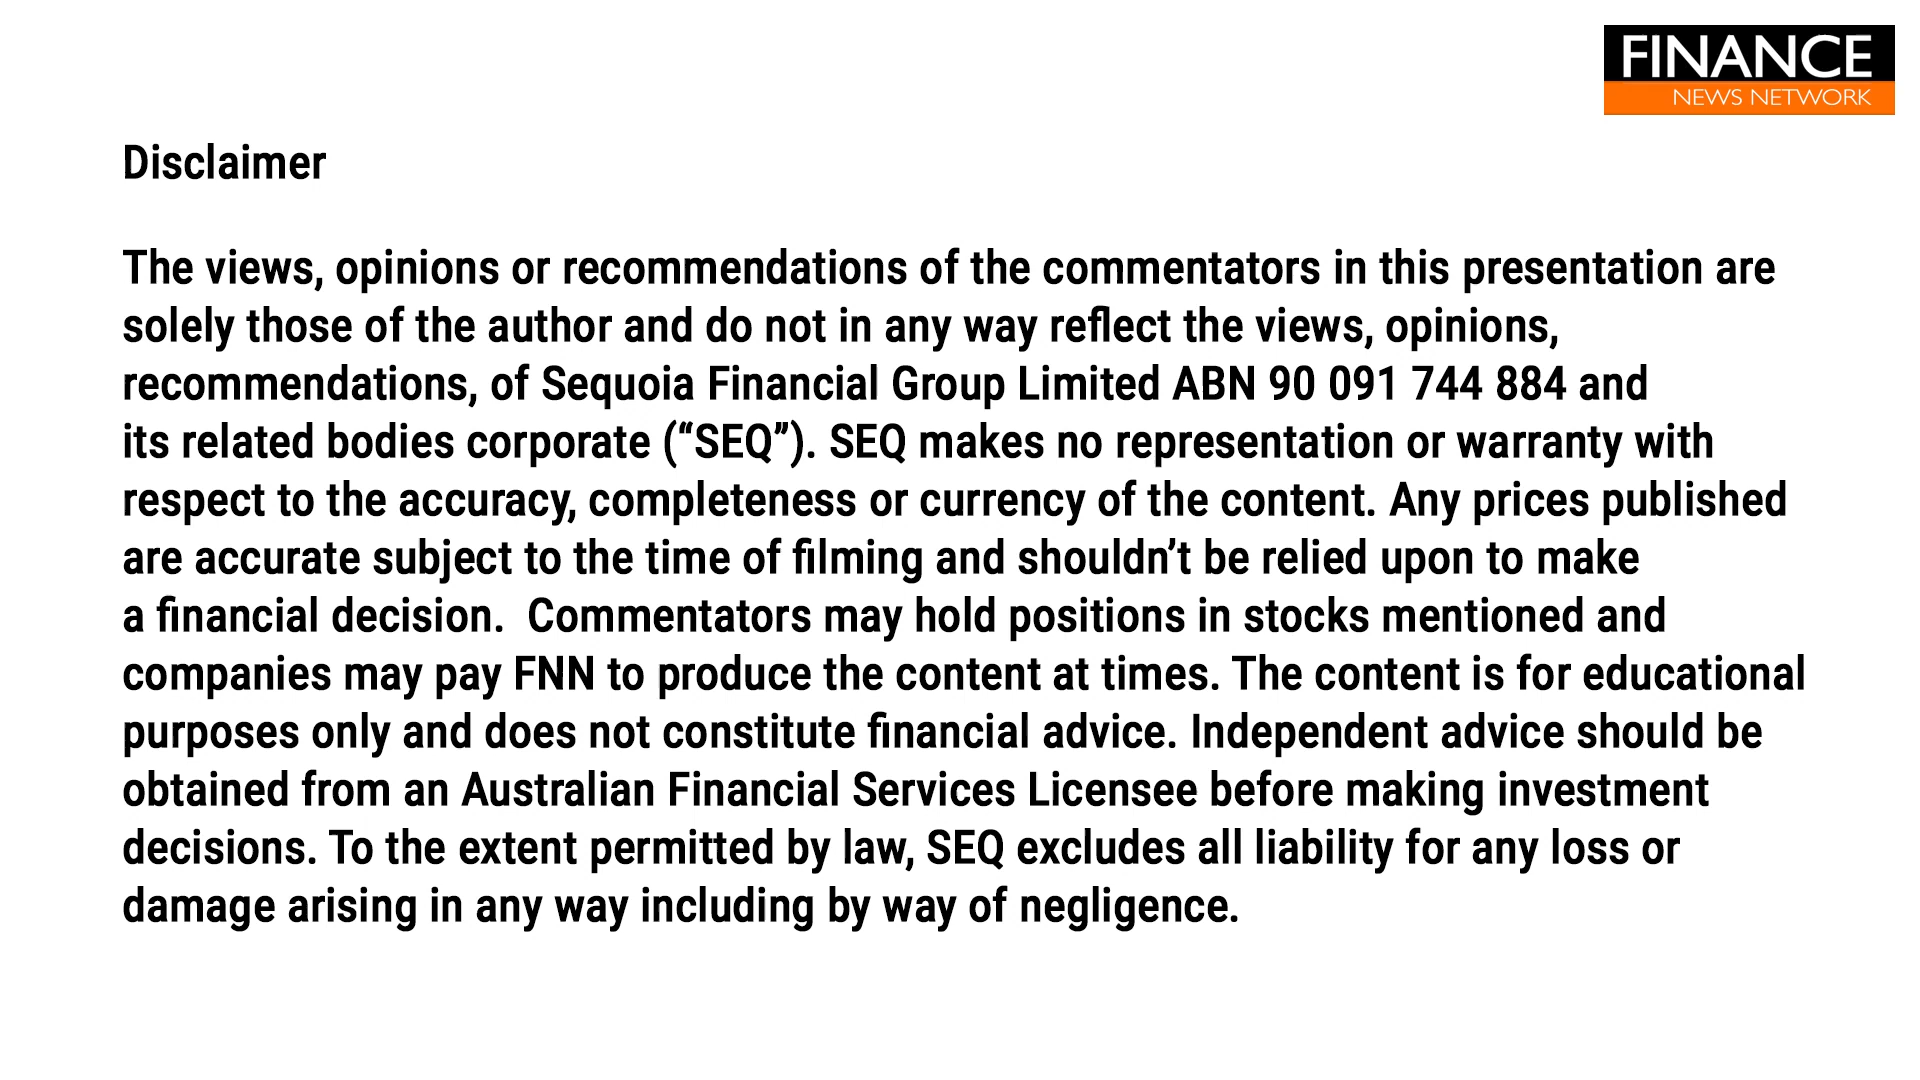 FINANCE
NEWS NETWORK
Disclaimer
The views, opinions or recommendations of the commentators in this presentation are
solely those of the author and do not in any way reflect the views, opinions,
recommendations, of Sequoia Financial Group Limited ABN 90 091 744 884 and
its related bodies corporate (“SEQ”). SEQ makes no representation or warranty with
respect to the accuracy, completeness or currency of the content. Any prices published
are accurate subject to the time of filming and shouldn’t be relied upon to make
a financial decision.  Commentators may hold positions in stocks mentioned and
companies may pay FNN to produce the content at times. The content is for educational
purposes only and does not constitute financial advice. Independent advice should be
obtained from an Australian Financial Services Licensee before making investment
decisions. To the extent permitted by law, SEQ excludes all liability for any loss or
damage arising in any way including by way of negligence.